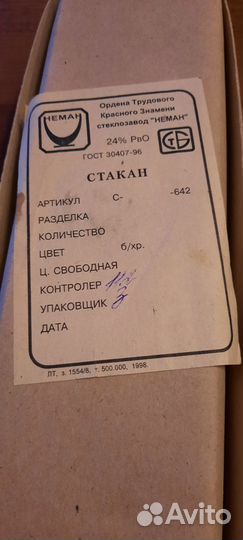 НЕМАН
Ордена Трудового
Красного Знамени
стеклозавод "НЕМАН"
24% PbO
СТБ
ГОСТ 30407-96
СТАКАН
АРТИКУЛ С- -642
РАЗДЕЛКА
КОЛИЧЕСТВО
ЦВЕТ б/хр.
Ц. СВОБОДНАЯ
КОНТРОЛЕР
УПАКОВЩИК
ДАТА
ЛТ, з. 1554/8, т. 500.000, 1998.
Avito